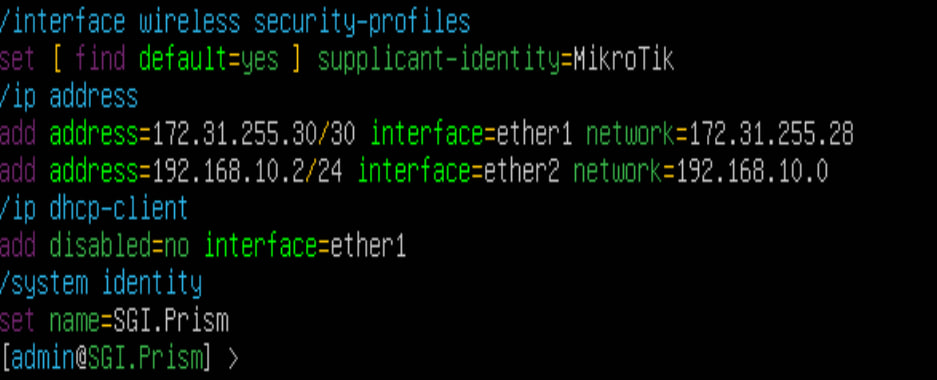 /interface wireless security-profiles
set [ find default=yes ] supplicant-identity=MikroTik
/ip address
add address=172.31.255.30/30 interface=ether1 network=172.31.255.28
add address=192.168.10.2/24 interface=ether2 network=192.168.10.0
/ip dhcp-client
add disabled=no interface=ether1
/system identity
set name=SGI.Prism
[admin@SGI.Prism] >